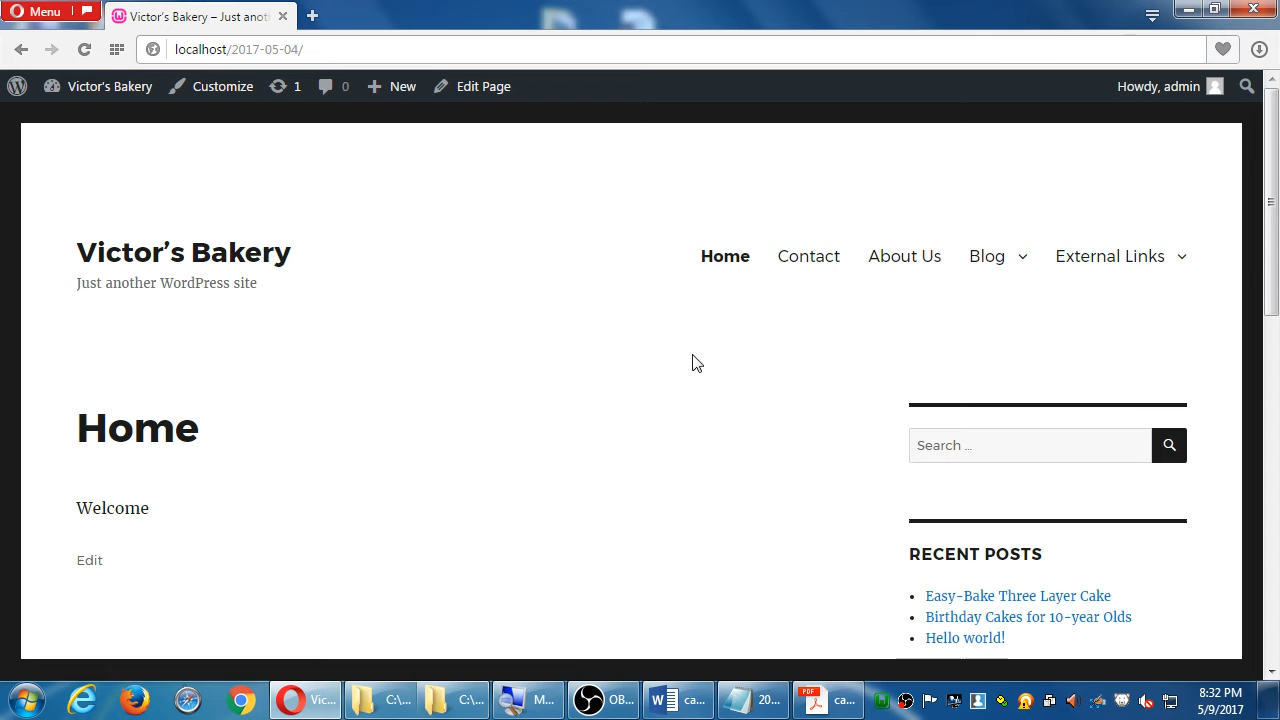 Menu
Victor's Bakery – Just anoth
localhost/2017-05-04/
Victor's Bakery
Customize
1
0
New
Edit Page
Howdy, admin
Victor's Bakery
Just another WordPress site
Home
Contact
About Us
Blog
External Links
Home
Welcome
Edit
Search …
RECENT POSTS
Easy-Bake Three Layer Cake
Birthday Cakes for 10-year Olds
Hello world!
Vic...
C:\...
C:\...
M...
OB...
ca...
20...
PDF
ca...
8:32 PM
5/9/2017